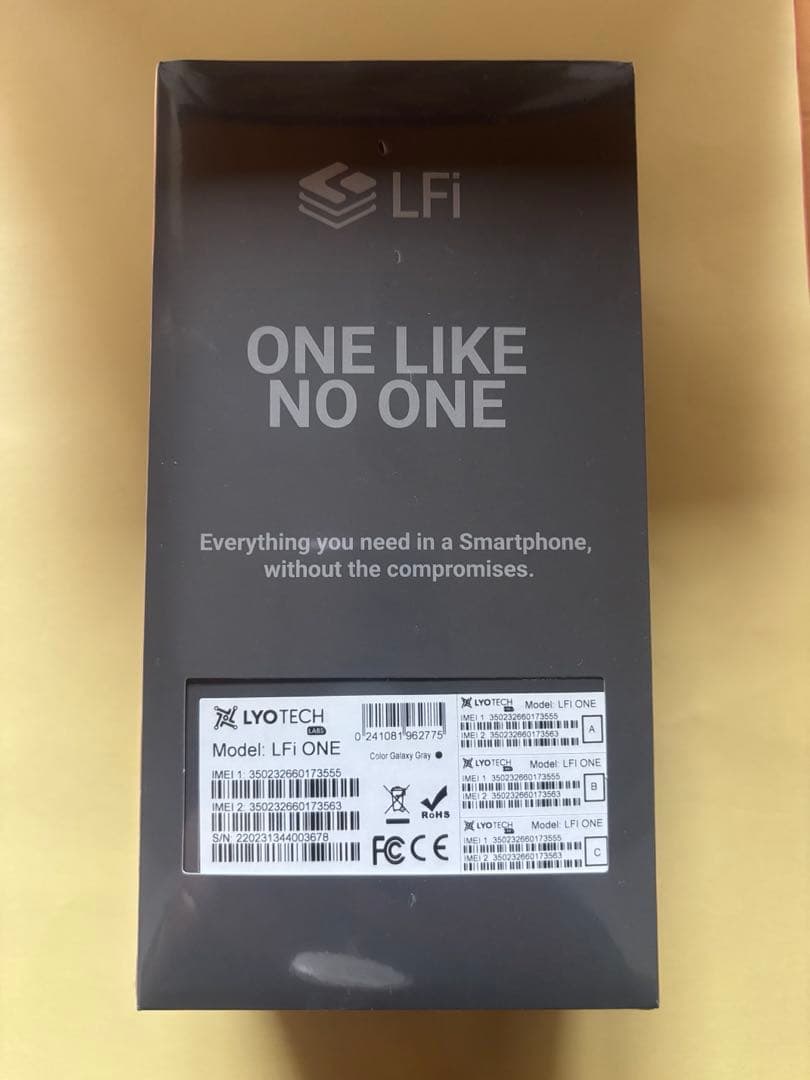 LFi
ONE LIKE
NO ONE
Everything you need in a Smartphone,
without the compromises.
LYOTECH
LABS
Model: LFi ONE
IMEI 1: 350232660173555
IMEI 2: 350232660173563
S/N: 220231344003678
0 241081 962775
Color Galaxy Gray
RoHS
FC CE
LYOTECH
Model: LFI ONE
IMEI 1 350232660173555
IMEI 2 350232660173563
A
LYOTECH
Model: LFI ONE
IMEI 1 350232660173555
IMEI 2 350232660173563
B
LYOTECH
Model: LFI ONE
IMEI 1 350232660173555
IMEI 2 350232660173563
C